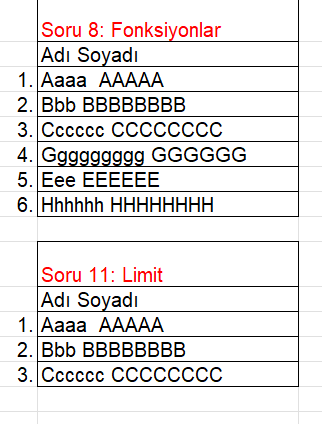 Soru 8: Fonksiyonlar
Adı Soyadı
1. Aaaa  AAAAA
2. Bbb BBBBBBBB
3. Cccccc CCCCCCCC
4. Ggggggggg GGGGGG
5. Eee EEEEEE
6. Hhhhhh HHHHHHHH
Soru 11: Limit
Adı Soyadı
1. Aaaa  AAAAA
2. Bbb BBBBBBBB
3. Cccccc CCCCCCCC